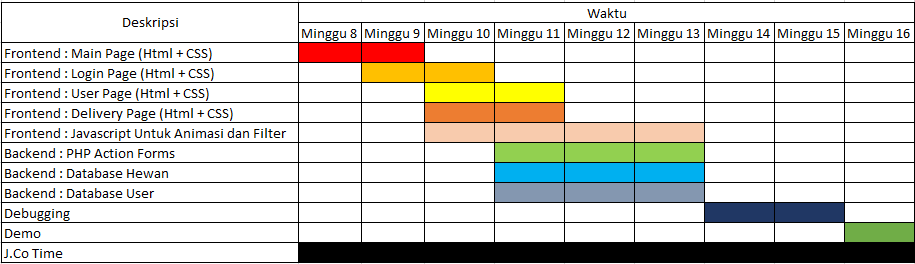 Deskripsi
Waktu
Minggu 8 Minggu 9 Minggu 10 Minggu 11 Minggu 12 Minggu 13 Minggu 14 Minggu 15 Minggu 16
Frontend : Main Page (Html + CSS)
Frontend : Login Page (Html + CSS)
Frontend : User Page (Html + CSS)
Frontend : Delivery Page (Html + CSS)
Frontend : Javascript Untuk Animasi dan Filter
Backend : PHP Action Forms
Backend : Database Hewan
Backend : Database User
Debugging
Demo
J.Co Time